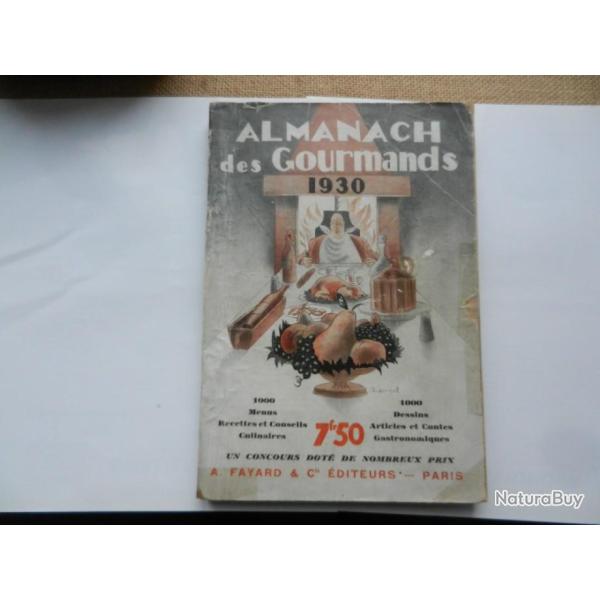 ALMANACH
des Gourmands
1930
1000
Menus
Recettes et Conseils
Culinaires
7fr50
1000
Dessins
Articles et Contes
Gastronomiques
UN CONCOURS DOTÉ DE NOMBREUX PRIX
A. FAYARD & Cie ÉDITEURS — PARIS
NaturaBuy